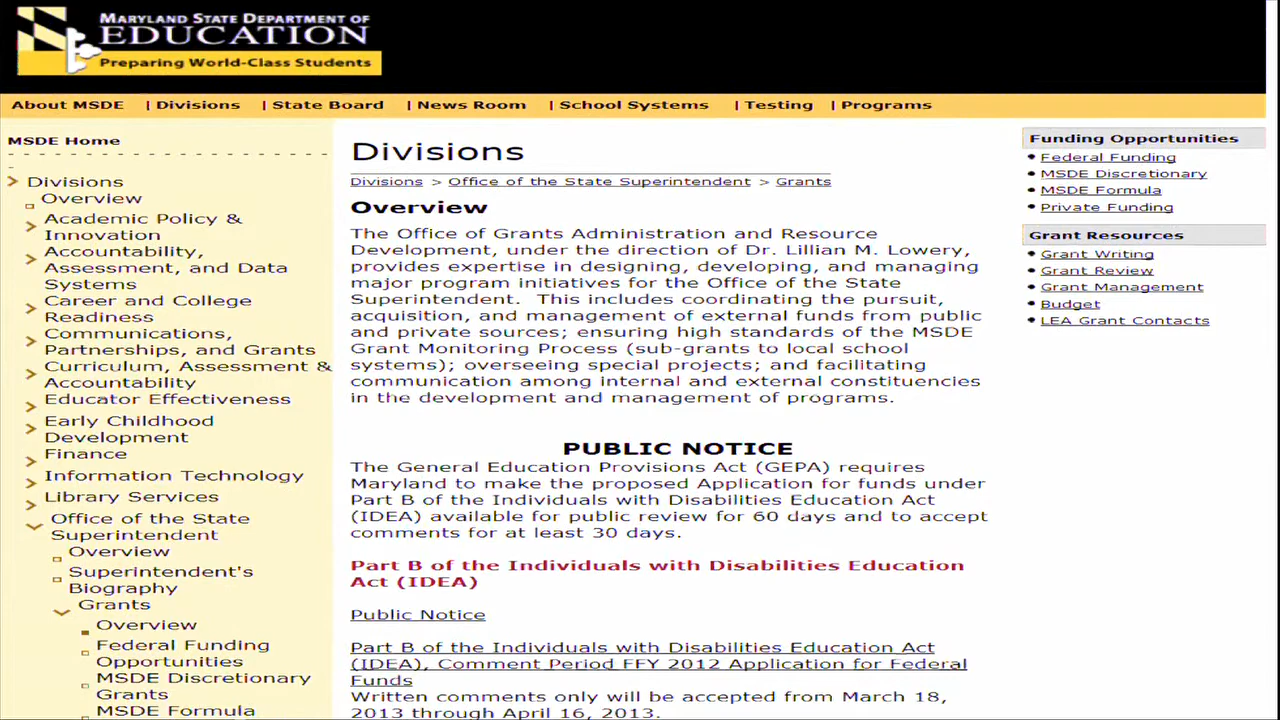 MARYLAND STATE DEPARTMENT OF
EDUCATION
Preparing World-Class Students
About MSDE | Divisions | State Board | News Room | School Systems | Testing | Programs
MSDE Home
Divisions
Overview
Academic Policy &
Innovation
Accountability,
Assessment, and Data
Systems
Career and College
Readiness
Communications,
Partnerships, and Grants
Curriculum, Assessment &
Accountability
Educator Effectiveness
Early Childhood
Development
Finance
Information Technology
Library Services
Office of the State
Superintendent
Overview
Superintendent's
Biography
Grants
Overview
Federal Funding
Opportunities
MSDE Discretionary
Grants
MSDE Formula
Divisions
Divisions > Office of the State Superintendent > Grants
Overview
The Office of Grants Administration and Resource
Development, under the direction of Dr. Lillian M. Lowery,
provides expertise in designing, developing, and managing
major program initiatives for the Office of the State
Superintendent. This includes coordinating the pursuit,
acquisition, and management of external funds from public
and private sources; ensuring high standards of the MSDE
Grant Monitoring Process (sub-grants to local school
systems); overseeing special projects; and facilitating
communication among internal and external constituencies
in the development and management of programs.
PUBLIC NOTICE
The General Education Provisions Act (GEPA) requires
Maryland to make the proposed Application for funds under
Part B of the Individuals with Disabilities Education Act
(IDEA) available for public review for 60 days and to accept
comments for at least 30 days.
Part B of the Individuals with Disabilities Education
Act (IDEA)
Public Notice
Part B of the Individuals with Disabilities Education Act
(IDEA), Comment Period FFY 2012 Application for Federal
Funds
Written comments only will be accepted from March 18,
2013 through April 16, 2013.
Funding Opportunities
Federal Funding
MSDE Discretionary
MSDE Formula
Private Funding
Grant Resources
Grant Writing
Grant Review
Grant Management
Budget
LEA Grant Contacts